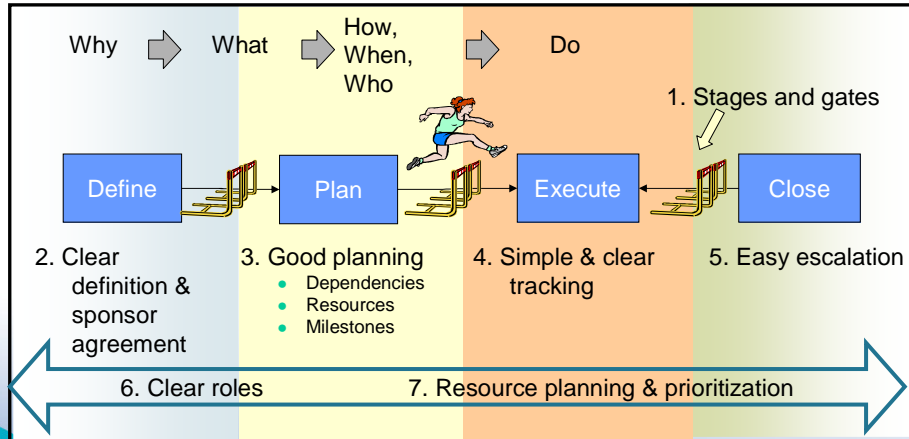 Why
What
How,
When,
Who
Do
1. Stages and gates
Define
Plan
Execute
Close
2. Clear
definition &
sponsor
agreement
3. Good planning
Dependencies
Resources
Milestones
4. Simple & clear
tracking
5. Easy escalation
6. Clear roles
7. Resource planning & prioritization